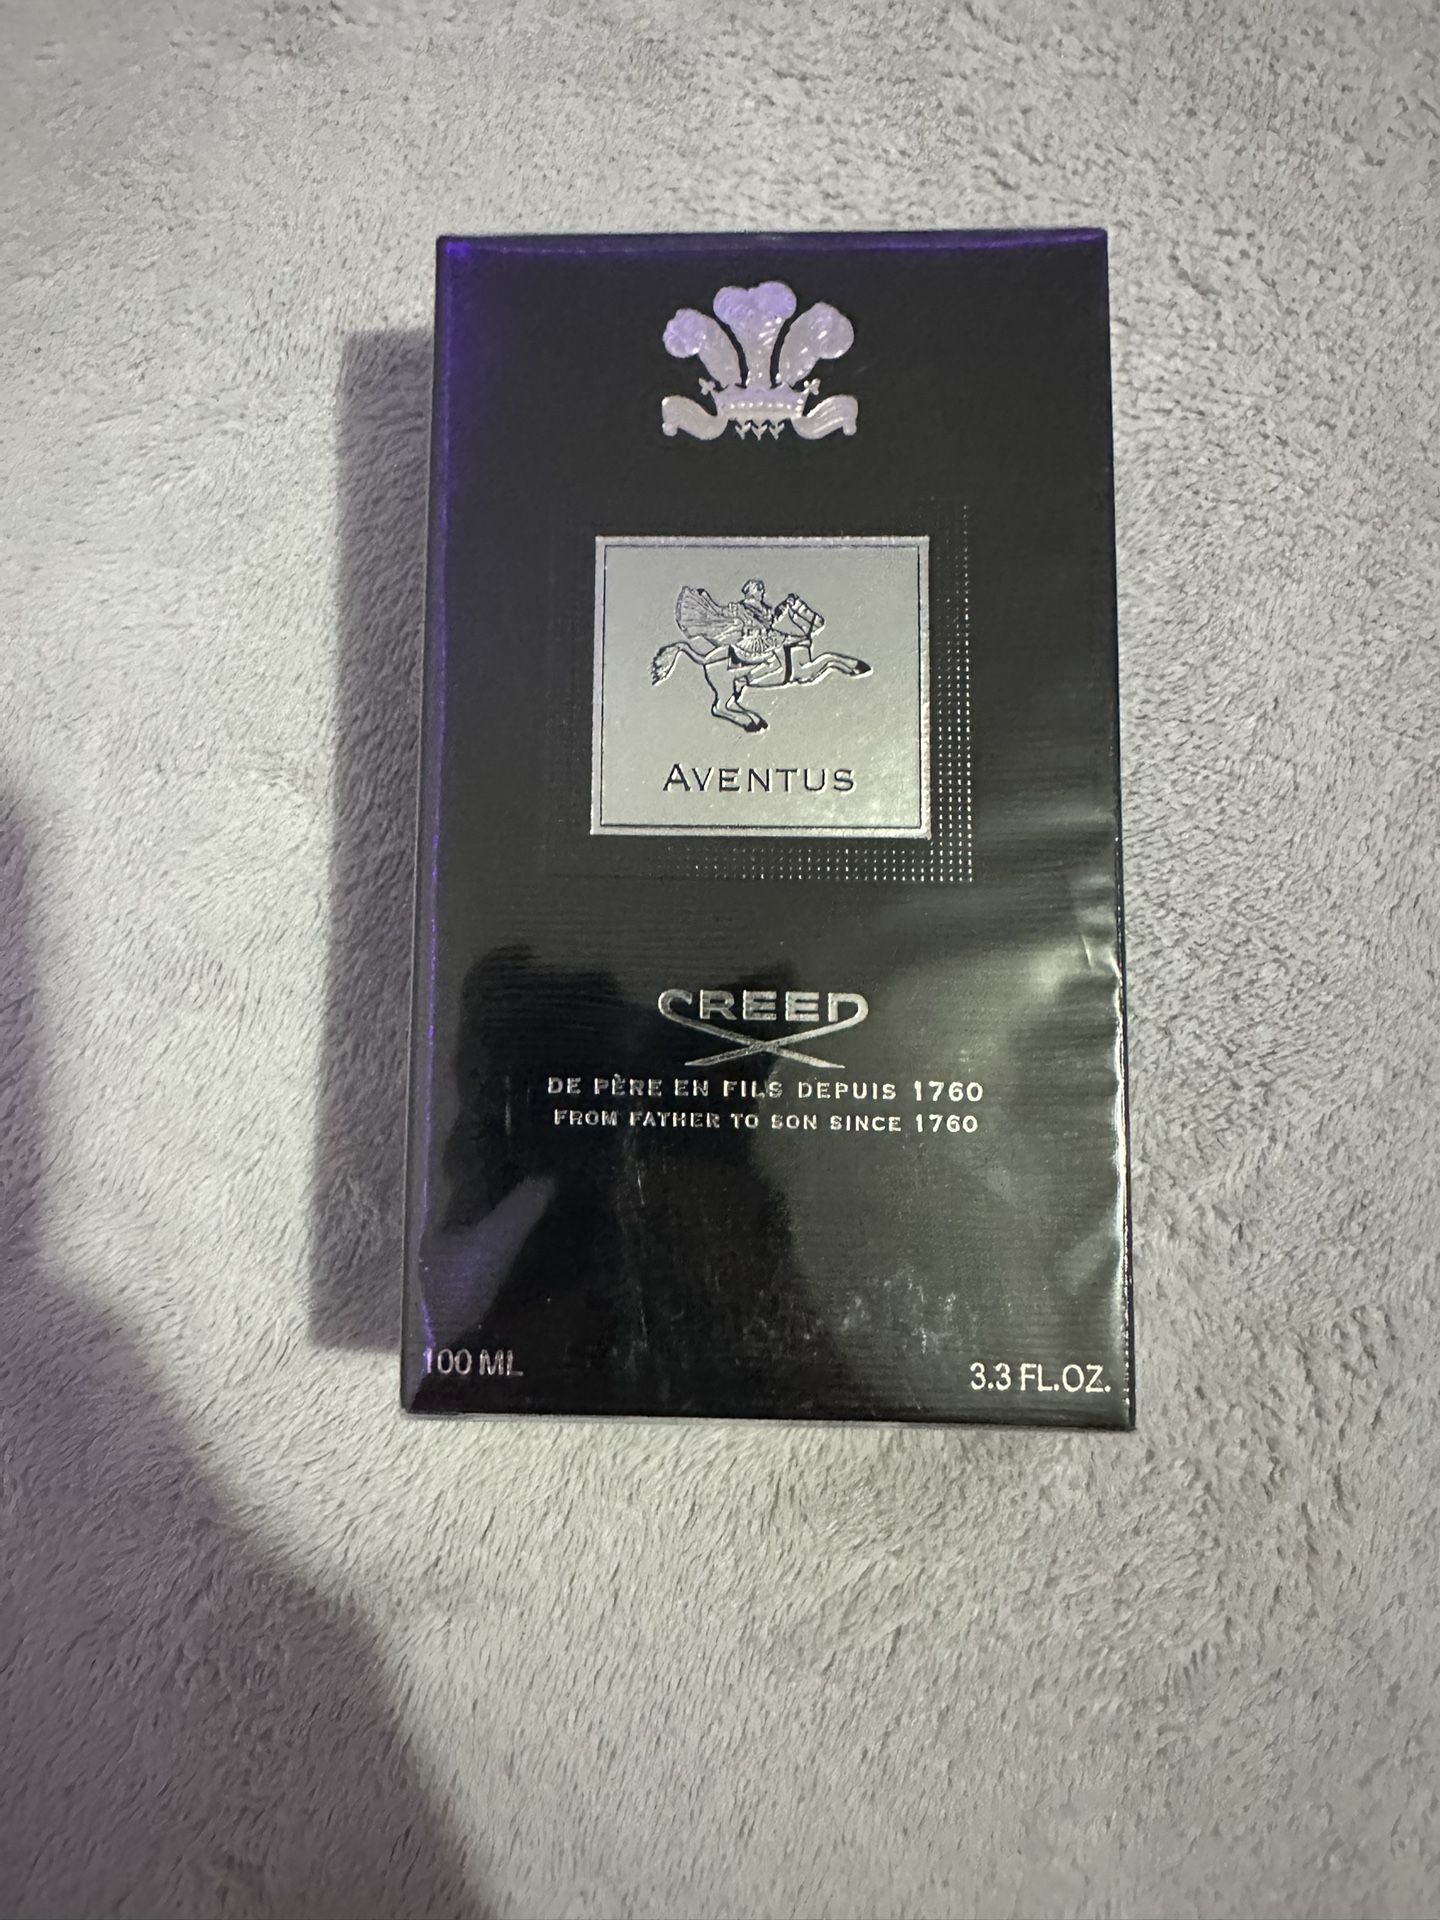 AVENTUS
CREED
DE PÈRE EN FILS DEPUIS 1760
FROM FATHER TO SON SINCE 1760
100 ML
3.3 FL.OZ.